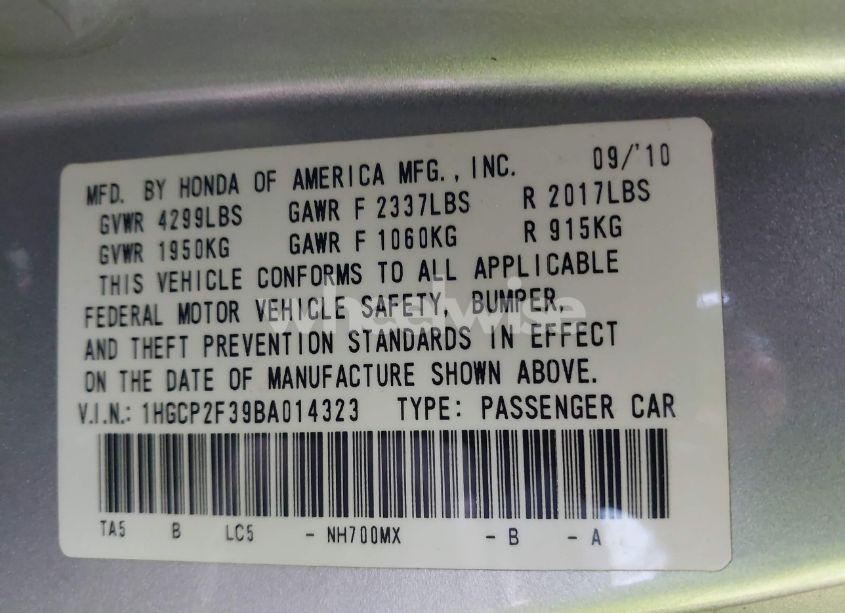 MFD. BY HONDA OF AMERICA MFG., INC. 09/'10
GVWR 4299LBS GAWR F 2337LBS R 2017LBS
GVWR 1950KG GAWR F 1060KG R 915KG
THIS VEHICLE CONFORMS TO ALL APPLICABLE
FEDERAL MOTOR VEHICLE SAFETY, BUMPER,
AND THEFT PREVENTION STANDARDS IN EFFECT
ON THE DATE OF MANUFACTURE SHOWN ABOVE.
V.I.N.: 1HGCP2F39BA014323 TYPE: PASSENGER CAR
TA5 B LC5 - NH700MX - B - A
wheelwise